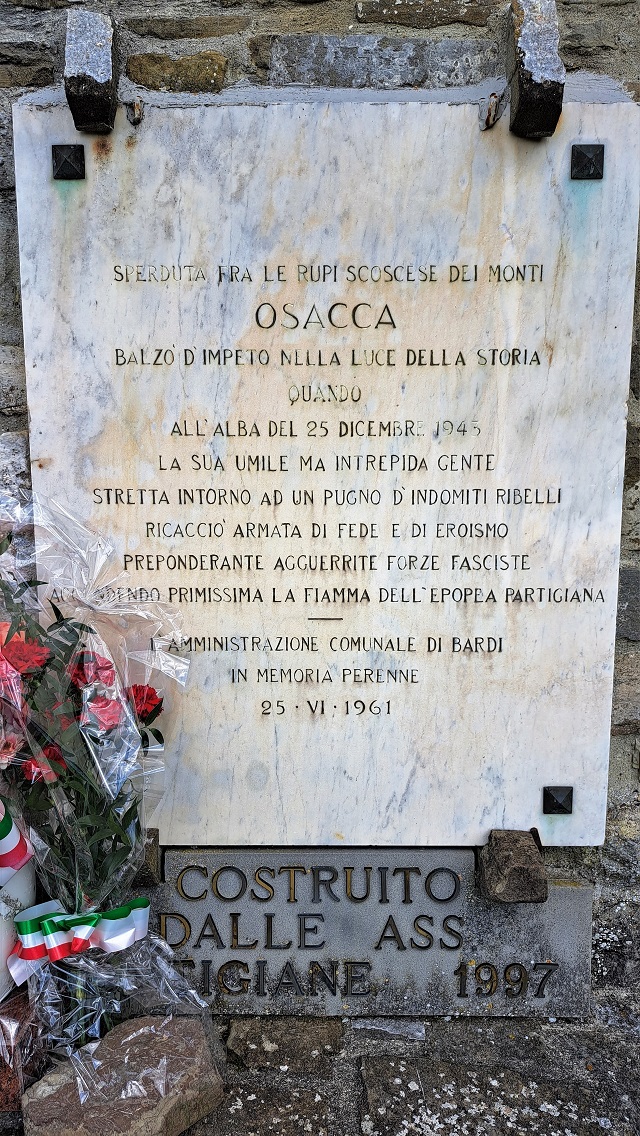 SPERDUTA FRA LE RUPI SCOSCESE DEI MONTI
OSACCA
BALZO' D'IMPETO NELLA LUCE DELLA STORIA
QUANDO
ALL'ALBA DEL 25 DICEMBRE 1943
LA SUA UMILE MA INTREPIDA GENTE
STRETTA INTORNO AD UN PUGNO D'INDOMITI RIBELLI
RICACCIO' ARMATA DI FEDE E DI EROISMO
PREPONDERANTE AGGUERRITE FORZE FASCISTE
PRIMISSIMA LA FIAMMA DELL'EPOPEA PARTIGIANA
L'AMMINISTRAZIONE COMUNALE DI BARDI
IN MEMORIA PERENNE
25·VI·1961
COSTRUITO
DALLE ASS
TIGIANE 1997